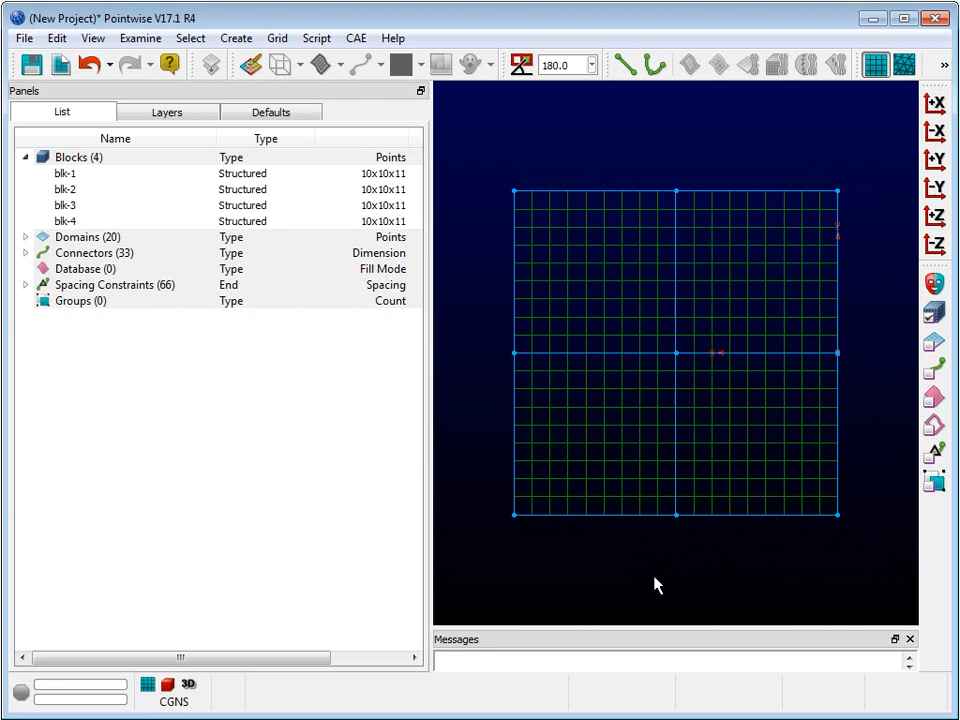 (New Project)* Pointwise V17.1 R4
File Edit View Examine Select Create Grid Script CAE Help
180.0
»
Panels
List Layers Defaults
Name Type
Blocks (4) Type Points
blk-1 Structured 10x10x11
blk-2 Structured 10x10x11
blk-3 Structured 10x10x11
blk-4 Structured 10x10x11
Domains (20) Type Points
Connectors (33) Type Dimension
Database (0) Type Fill Mode
Spacing Constraints (66) End Spacing
Groups (0) Type Count
+X
-X
+Y
-Y
+Z
-Z
Messages
3D
CGNS